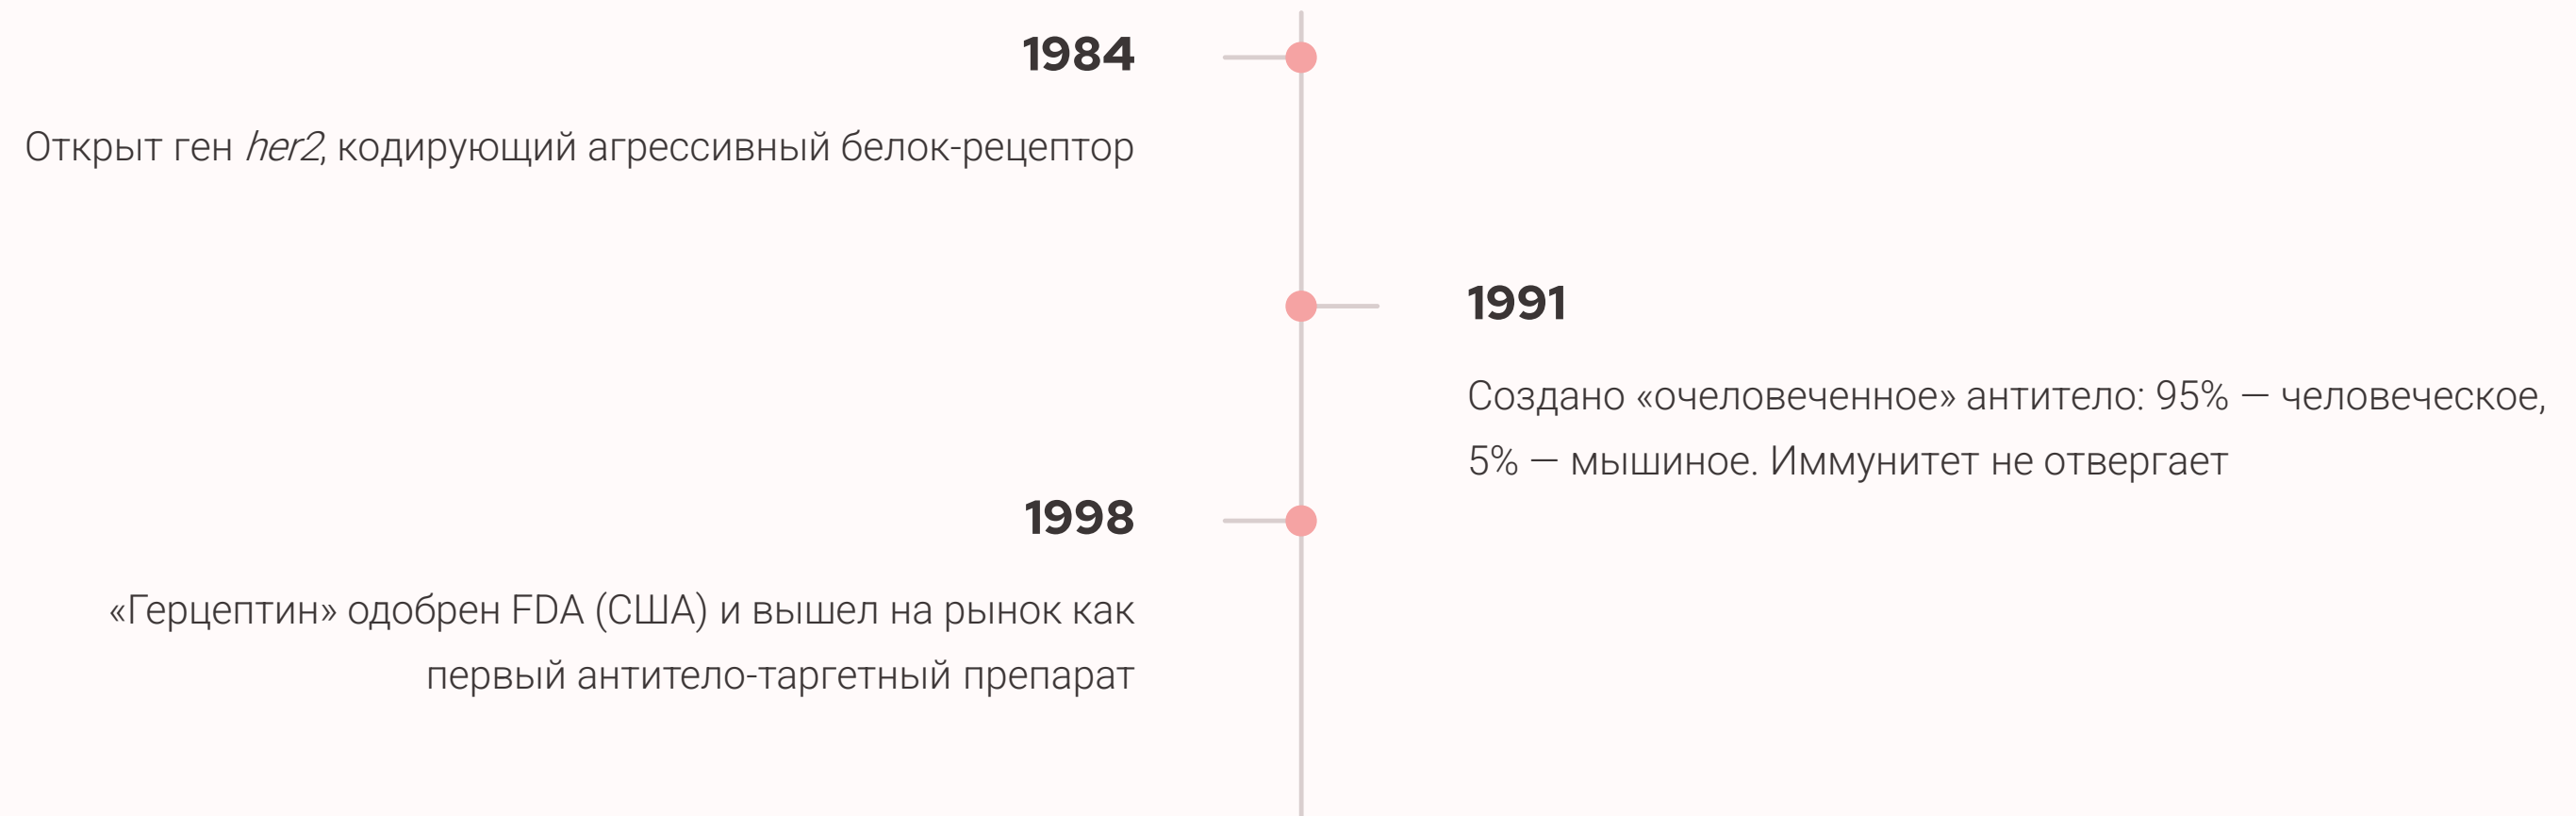 1984
Открыт ген her2, кодирующий агрессивный белок-рецептор
1991
Создано «очеловеченное» антитело: 95% — человеческое,
5% — мышиное. Иммунитет не отвергает
1998
«Герцептин» одобрен FDA (США) и вышел на рынок как
первый антитело-таргетный препарат